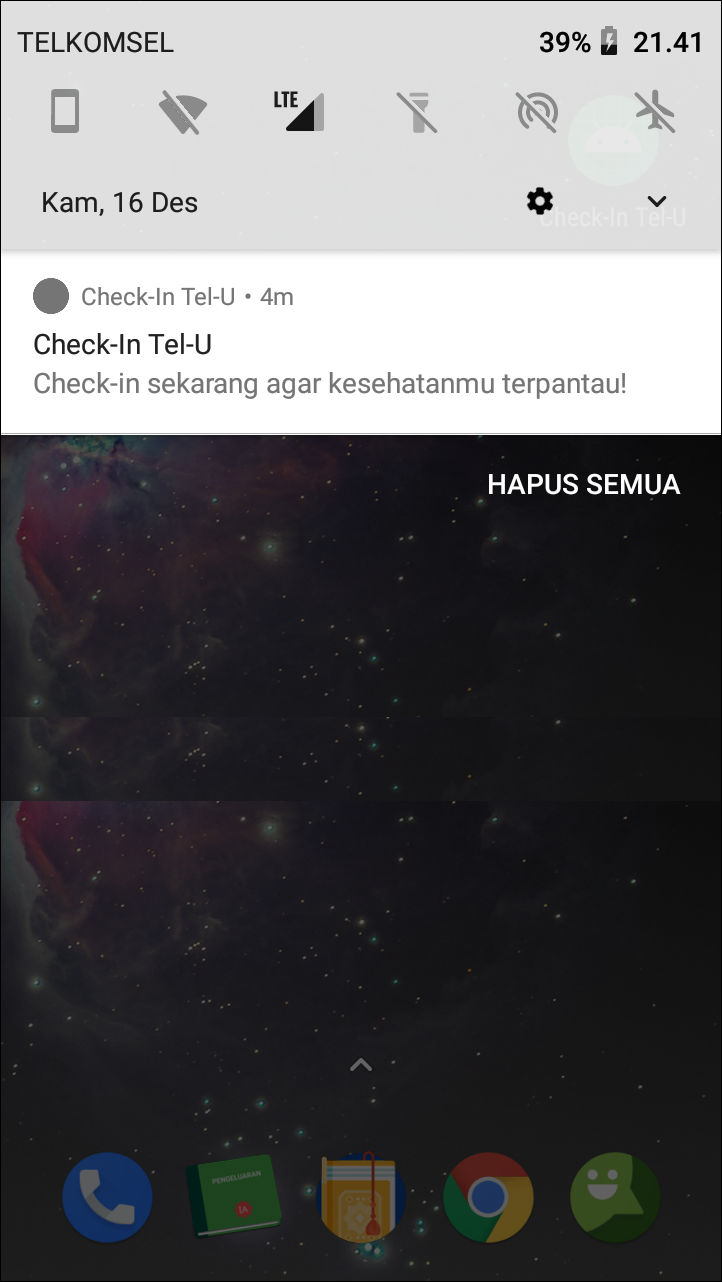 TELKOMSEL
39% 21.41
LTE
Kam, 16 Des
Check-In Tel-U
Check-In Tel-U • 4m
Check-In Tel-U
Check-in sekarang agar kesehatanmu terpantau!
HAPUS SEMUA
PENGELUARAN
IA